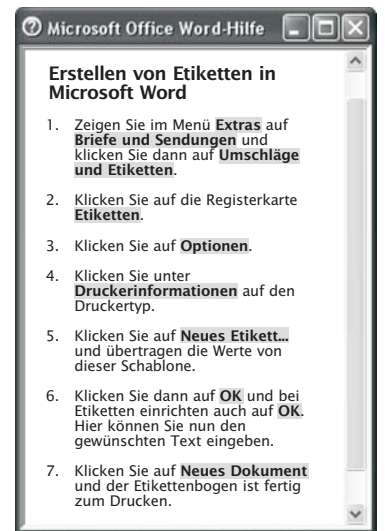 Microsoft Office Word-Hilfe
Erstellen von Etiketten in
Microsoft Word
1. Zeigen Sie im Menü Extras auf
Briefe und Sendungen und
klicken Sie dann auf Umschläge
und Etiketten.
2. Klicken Sie auf die Registerkarte
Etiketten.
3. Klicken Sie auf Optionen.
4. Klicken Sie unter
Druckerinformationen auf den
Druckertyp.
5. Klicken Sie auf Neues Etikett...
und übertragen die Werte von
dieser Schablone.
6. Klicken Sie dann auf OK und bei
Etiketten einrichten auch auf OK.
Hier können Sie nun den
gewünschten Text eingeben.
7. Klicken Sie auf Neues Dokument
und der Etikettenbogen ist fertig
zum Drucken.